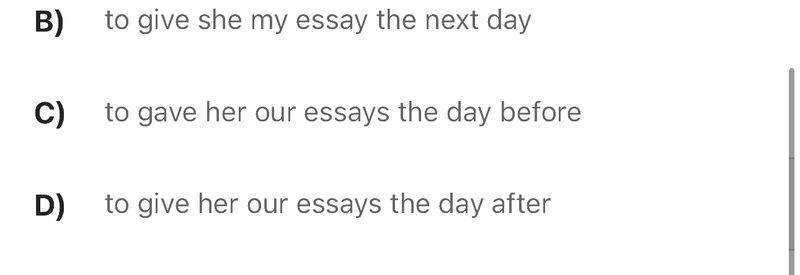 B) to give she my essay the next day
C) to gave her our essays the day before
D) to give her our essays the day after